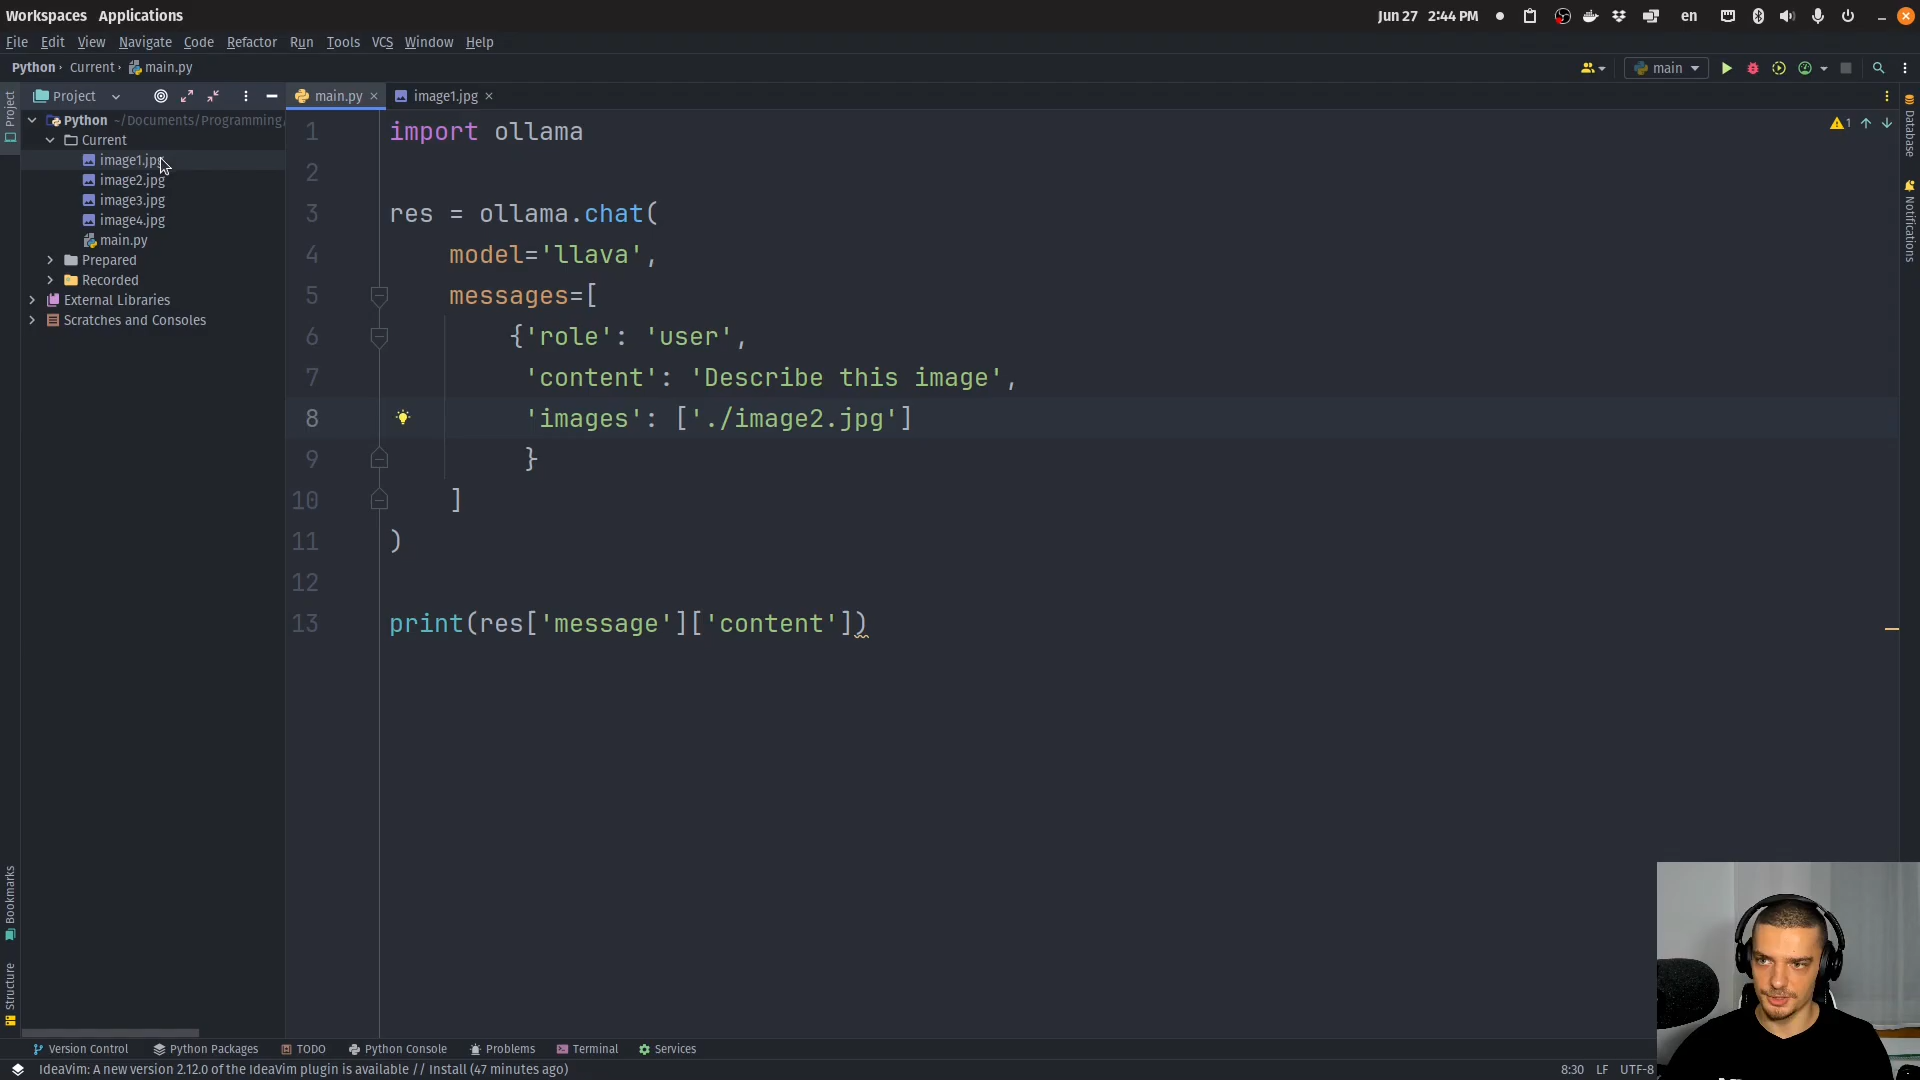 Workspaces Applications
Jun 27 2:44 PM
en
File Edit View Navigate Code Refactor Run Tools VCS Window Help
Python › Current › main.py
main
Project
main.py
image1.jpg
Project
Python ~/Documents/Programming/
Current
image1.jpg
image2.jpg
image3.jpg
image4.jpg
main.py
Prepared
Recorded
External Libraries
Scratches and Consoles
1 import ollama
2
3 res = ollama.chat(
4 model='llava',
5 messages=[
6 {'role': 'user',
7 'content': 'Describe this image',
8 'images': ['./image2.jpg']
9 }
10 ]
11 )
12
13 print(res['message']['content'])
1
Database
Notifications
Bookmarks
Structure
Version Control Python Packages TODO Python Console Problems Terminal Services
IdeaVim: A new version 2.12.0 of the IdeaVim plugin is available // Install (47 minutes ago)
8:30 LF UTF-8